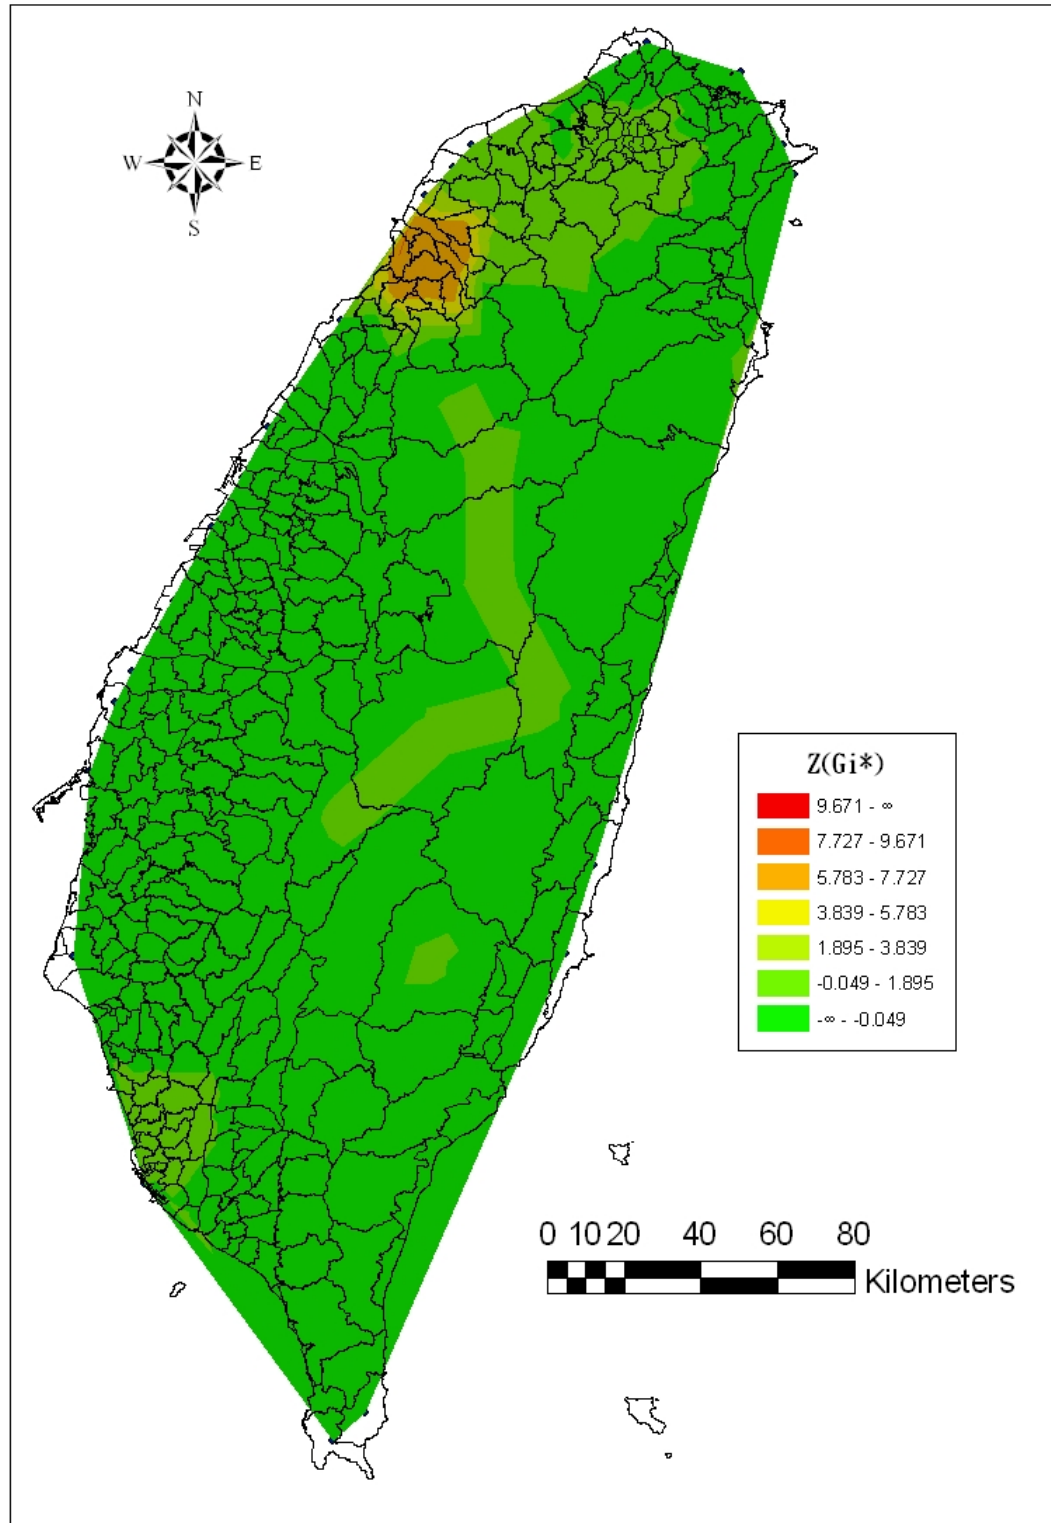 N
W E
S
Z(Gi*)
9.671 - ∞
7.727 - 9.671
5.783 - 7.727
3.839 - 5.783
1.895 - 3.839
-0.049 - 1.895
-∞ - -0.049
0 10 20 40 60 80
Kilometers